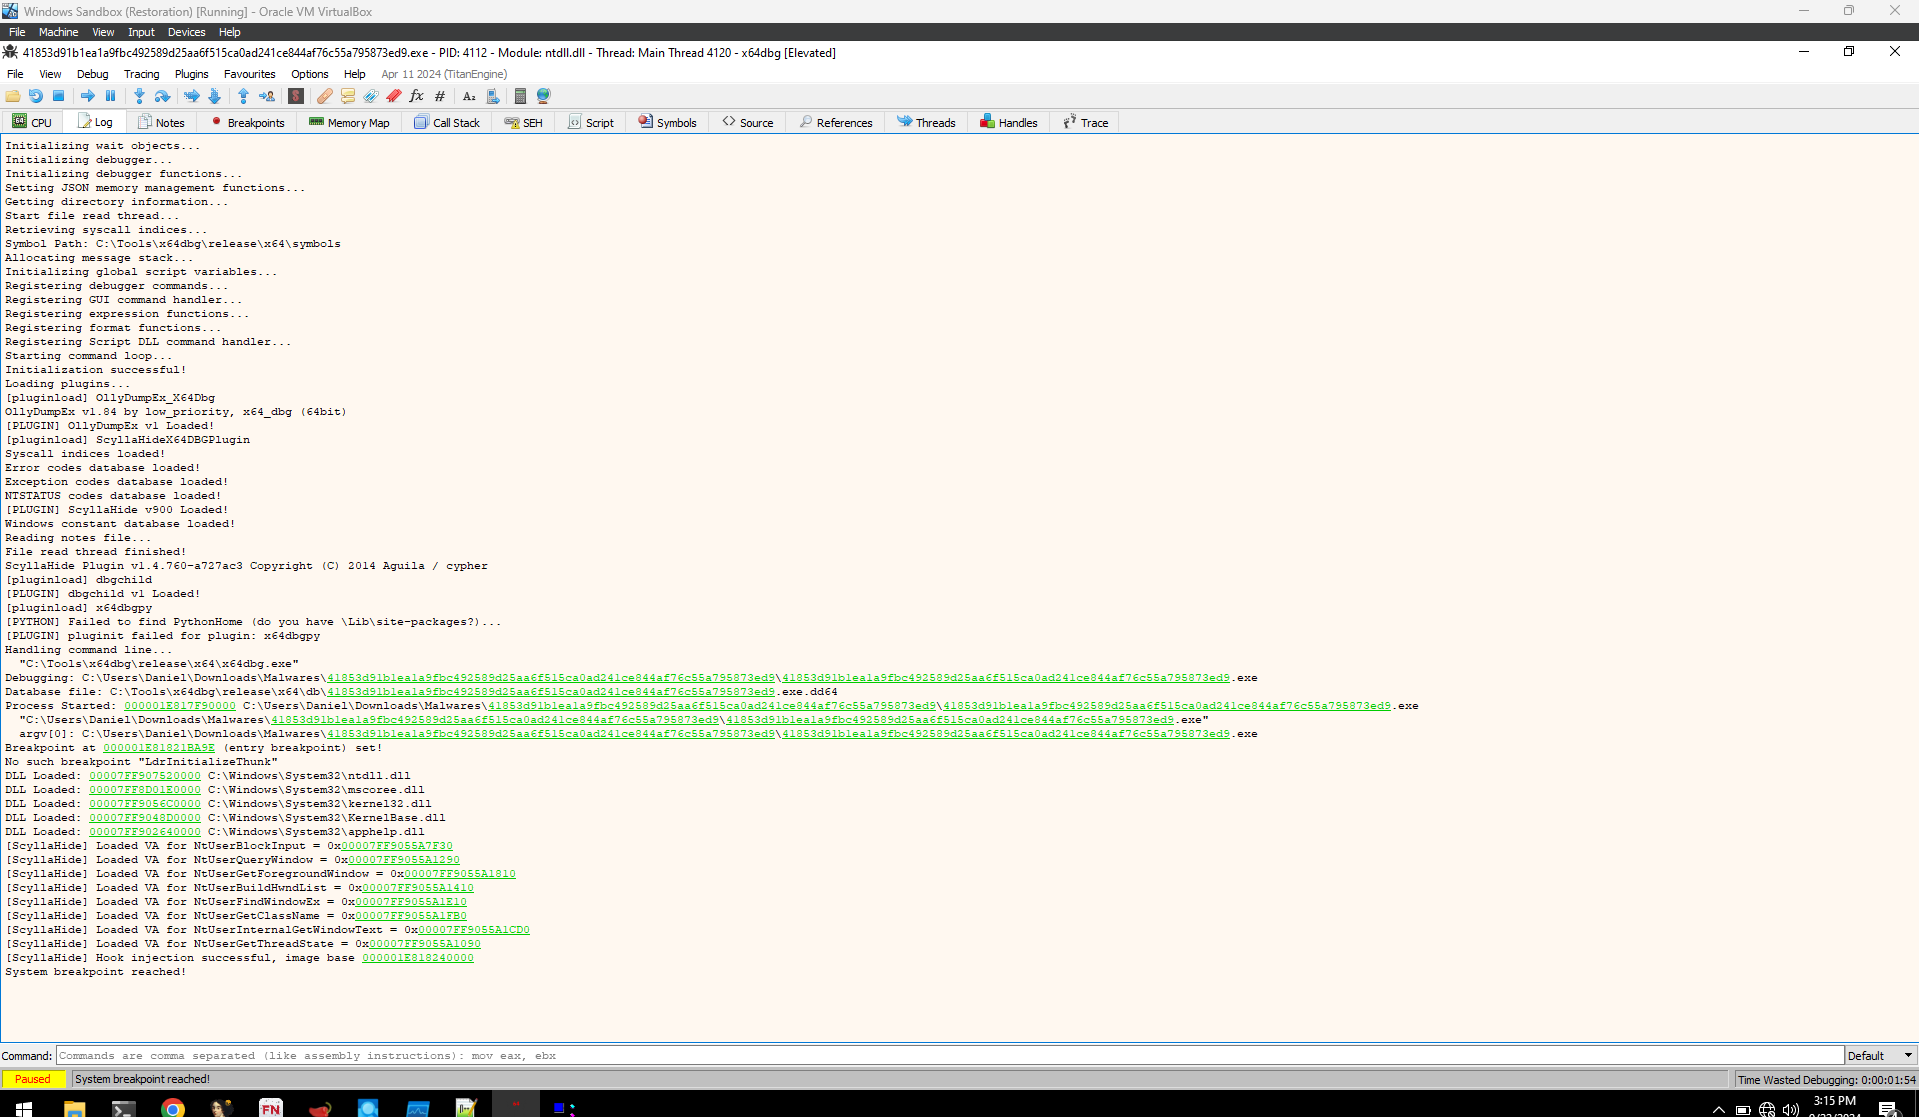 Windows Sandbox (Restoration) [Running] - Oracle VM VirtualBox
File Machine View Input Devices Help
41853d91b1ea1a9fbc492589d25aa6f515ca0ad241ce844af76c55a795873ed9.exe - PID: 4112 - Module: ntdll.dll - Thread: Main Thread 4120 - x64dbg [Elevated]
File View Debug Tracing Plugins Favourites Options Help Apr 11 2024 (TitanEngine)
CPU Log Notes Breakpoints Memory Map Call Stack SEH Script Symbols Source References Threads Handles Trace
Initializing wait objects...
Initializing debugger...
Initializing debugger functions...
Setting JSON memory management functions...
Getting directory information...
Start file read thread...
Retrieving syscall indices...
Symbol Path: C:\Tools\x64dbg\release\x64\symbols
Allocating message stack...
Initializing global script variables...
Registering debugger commands...
Registering GUI command handler...
Registering expression functions...
Registering format functions...
Registering Script DLL command handler...
Starting command loop...
Initialization successful!
Loading plugins...
[pluginload] OllyDumpEx_X64Dbg
OllyDumpEx v1.84 by low_priority, x64_dbg (64bit)
[PLUGIN] OllyDumpEx v1 Loaded!
[pluginload] ScyllaHideX64DBGPlugin
Syscall indices loaded!
Error codes database loaded!
Exception codes database loaded!
NTSTATUS codes database loaded!
[PLUGIN] ScyllaHide v900 Loaded!
Windows constant database loaded!
Reading notes file...
File read thread finished!
ScyllaHide Plugin v1.4.760-a727ac3 Copyright (C) 2014 Aguila / cypher
[pluginload] dbgchild
[PLUGIN] dbgchild v1 Loaded!
[pluginload] x64dbgpy
[PYTHON] Failed to find PythonHome (do you have \Lib\site-packages?)...
[PLUGIN] pluginit failed for plugin: x64dbgpy
Handling command line...
"C:\Tools\x64dbg\release\x64\x64dbg.exe"
Debugging: C:\Users\Daniel\Downloads\Malwares\41853d91b1ea1a9fbc492589d25aa6f515ca0ad241ce844af76c55a795873ed9\41853d91b1ea1a9fbc492589d25aa6f515ca0ad241ce844af76c55a795873ed9.exe
Database file: C:\Tools\x64dbg\release\x64\db\41853d91b1ea1a9fbc492589d25aa6f515ca0ad241ce844af76c55a795873ed9.exe.dd64
Process Started: 000001E817F90000 C:\Users\Daniel\Downloads\Malwares\41853d91b1ea1a9fbc492589d25aa6f515ca0ad241ce844af76c55a795873ed9\41853d91b1ea1a9fbc492589d25aa6f515ca0ad241ce844af76c55a795873ed9.exe
"C:\Users\Daniel\Downloads\Malwares\41853d91b1ea1a9fbc492589d25aa6f515ca0ad241ce844af76c55a795873ed9\41853d91b1ea1a9fbc492589d25aa6f515ca0ad241ce844af76c55a795873ed9.exe"
argv[0]: C:\Users\Daniel\Downloads\Malwares\41853d91b1ea1a9fbc492589d25aa6f515ca0ad241ce844af76c55a795873ed9\41853d91b1ea1a9fbc492589d25aa6f515ca0ad241ce844af76c55a795873ed9.exe
Breakpoint at 000001E81821BA9E (entry breakpoint) set!
No such breakpoint "LdrInitializeThunk"
DLL Loaded: 00007FF907520000 C:\Windows\System32\ntdll.dll
DLL Loaded: 00007FF8D01E0000 C:\Windows\System32\mscoree.dll
DLL Loaded: 00007FF9056C0000 C:\Windows\System32\kernel32.dll
DLL Loaded: 00007FF9048D0000 C:\Windows\System32\KernelBase.dll
DLL Loaded: 00007FF902640000 C:\Windows\System32\apphelp.dll
[ScyllaHide] Loaded VA for NtUserBlockInput = 0x00007FF9055A7F30
[ScyllaHide] Loaded VA for NtUserQueryWindow = 0x00007FF9055A1290
[ScyllaHide] Loaded VA for NtUserGetForegroundWindow = 0x00007FF9055A1810
[ScyllaHide] Loaded VA for NtUserBuildHwndList = 0x00007FF9055A1410
[ScyllaHide] Loaded VA for NtUserFindWindowEx = 0x00007FF9055A1E10
[ScyllaHide] Loaded VA for NtUserGetClassName = 0x00007FF9055A1FB0
[ScyllaHide] Loaded VA for NtUserInternalGetWindowText = 0x00007FF9055A1CD0
[ScyllaHide] Loaded VA for NtUserGetThreadState = 0x00007FF9055A1090
[ScyllaHide] Hook injection successful, image base 000001E818240000
System breakpoint reached!
Command: Commands are comma separated (like assembly instructions): mov eax, ebx Default
Paused System breakpoint reached! Time Wasted Debugging: 0:00:01:54
FN 3:15 PM